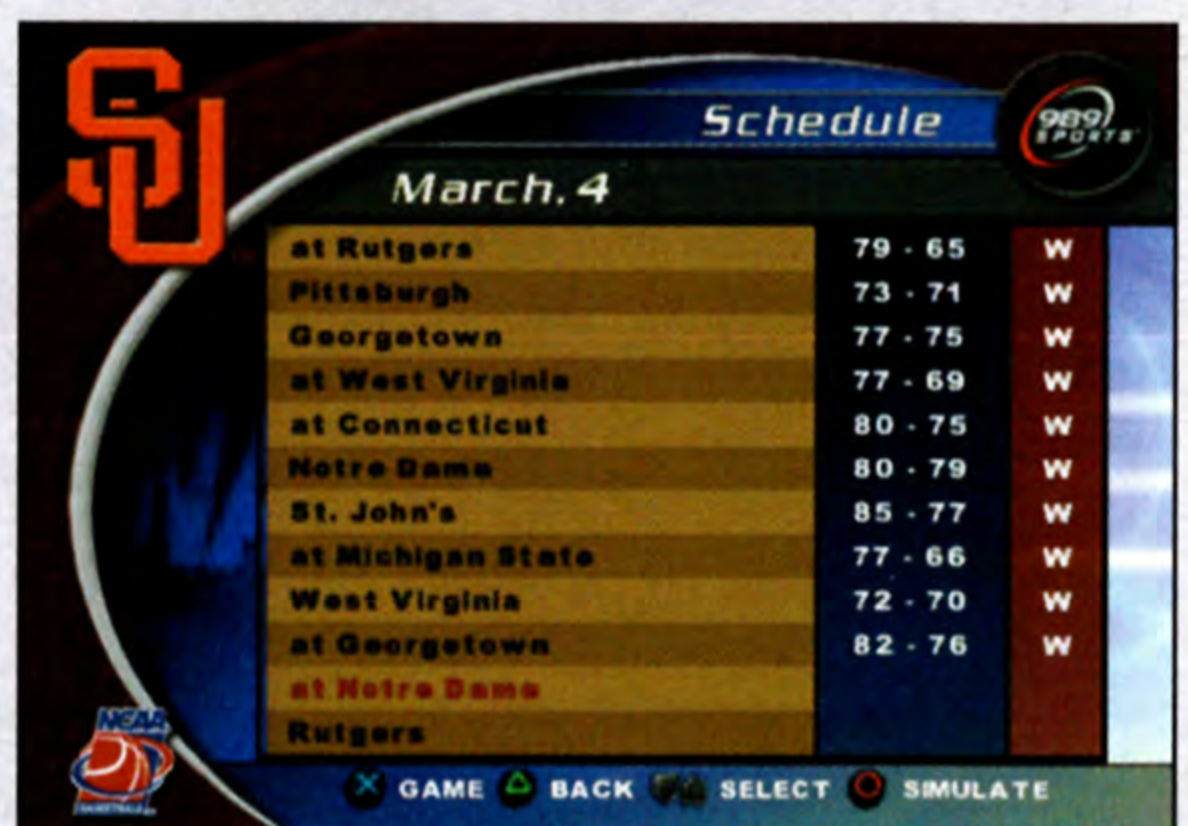 SU
Schedule
989 SPORTS
March. 4
at Rutgers 79 - 65 W
Pittsburgh 73 - 71 W
Georgetown 77 - 75 W
at West Virginia 77 - 69 W
at Connecticut 80 - 75 W
Notre Dame 80 - 79 W
St. John's 85 - 77 W
at Michigan State 77 - 66 W
West Virginia 72 - 70 W
at Georgetown 82 - 76 W
at Notre Dame
Rutgers
NCAA
BASKETBALL
GAME BACK SELECT SIMULATE